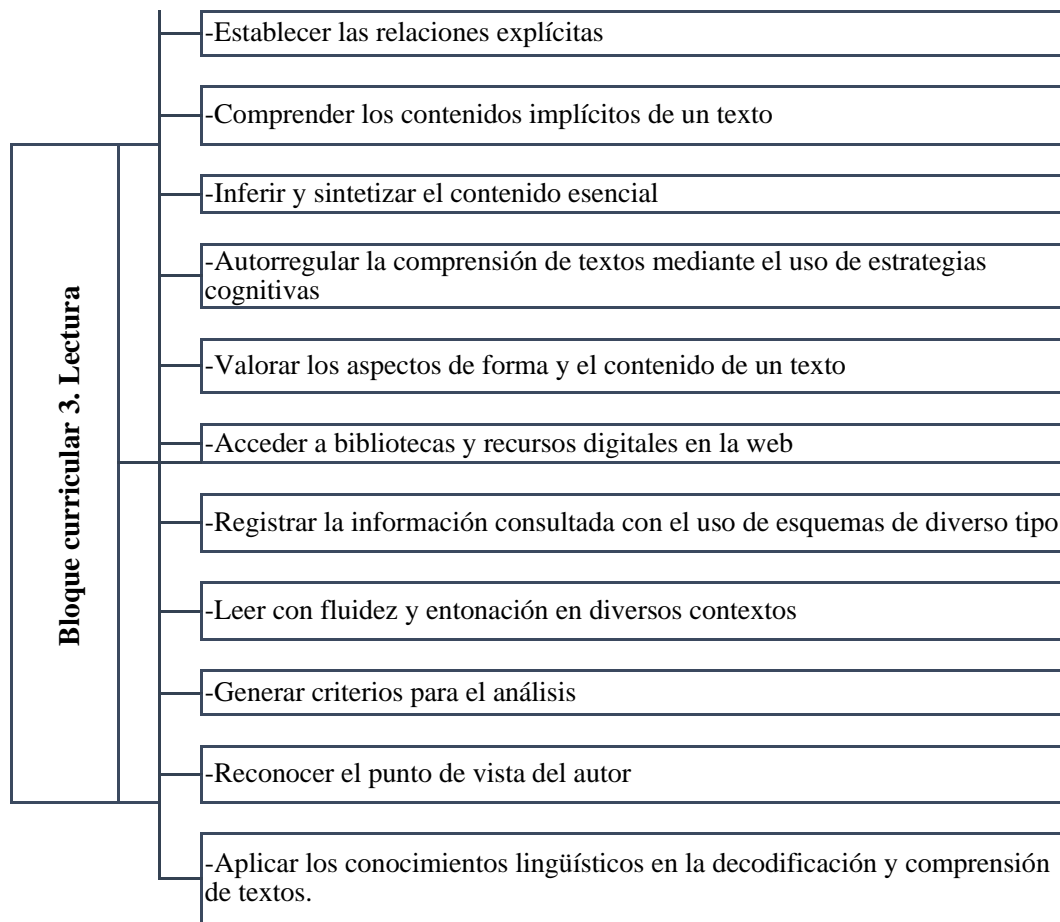 Bloque curricular 3. Lectura
-Establecer las relaciones explícitas
-Comprender los contenidos implícitos de un texto
-Inferir y sintetizar el contenido esencial
-Autorregular la comprensión de textos mediante el uso de estrategias
cognitivas
-Valorar los aspectos de forma y el contenido de un texto
-Acceder a bibliotecas y recursos digitales en la web
-Registrar la información consultada con el uso de esquemas de diverso tipo
-Leer con fluidez y entonación en diversos contextos
-Generar criterios para el análisis
-Reconocer el punto de vista del autor
-Aplicar los conocimientos lingüísticos en la decodificación y comprensión
de textos.